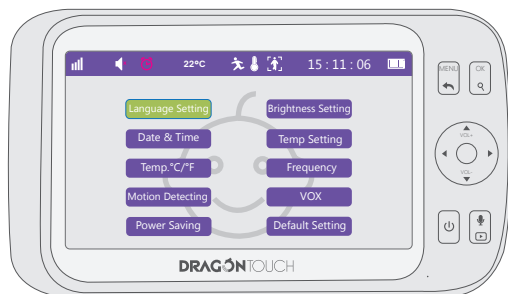 22°C 15 : 11 : 06
MENU OK
Language Setting Brightness Setting
Date & Time Temp Setting
Temp.°C/°F Frequency
Motion Detecting VOX
Power Saving Default Setting
VOL+
VOL-
DRAGONTOUCH